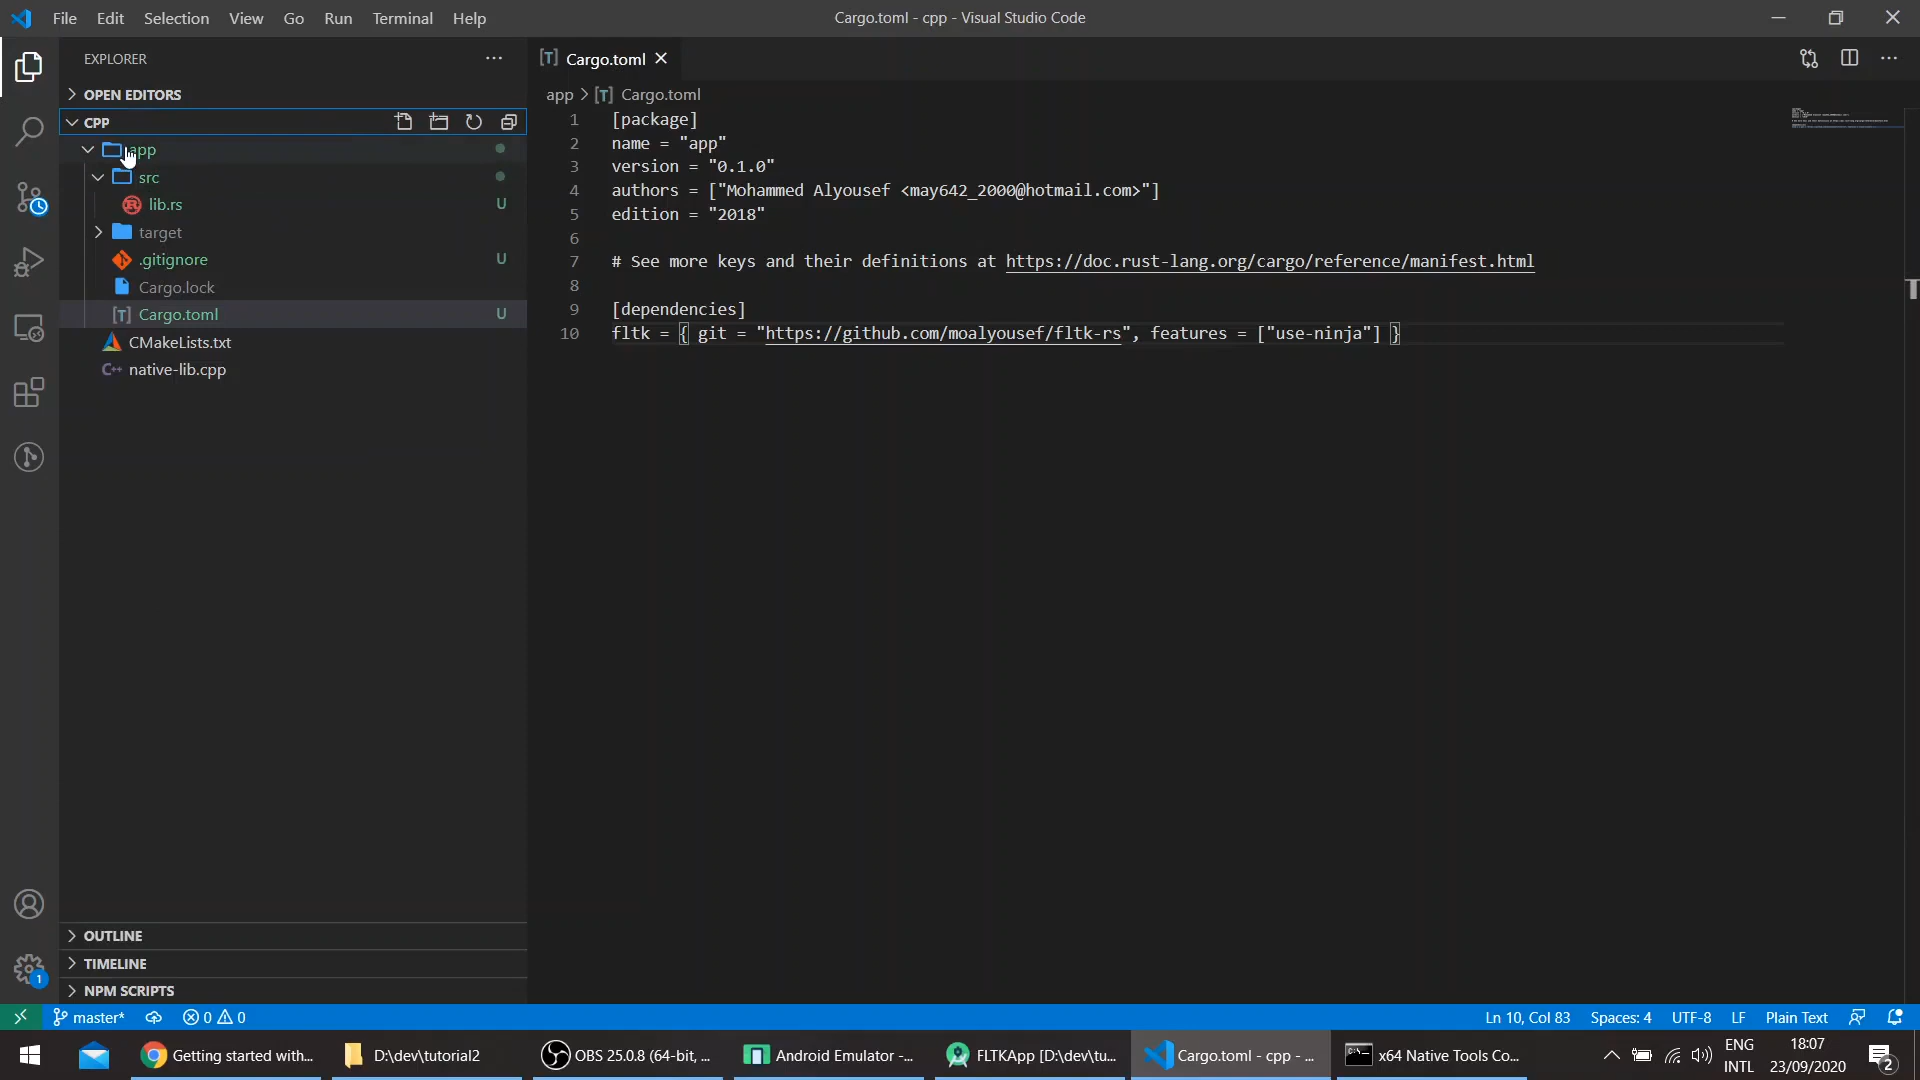 File Edit Selection View Go Run Terminal Help
Cargo.toml - cpp - Visual Studio Code
EXPLORER
OPEN EDITORS
CPP
app
src
lib.rs U
target
.gitignore U
Cargo.lock
[T] Cargo.toml U
CMakeLists.txt
C++ native-lib.cpp
OUTLINE
TIMELINE
NPM SCRIPTS
[T] Cargo.toml
app > [T] Cargo.toml
1 [package]
2 name = "app"
3 version = "0.1.0"
4 authors = ["Mohammed Alyousef <may642_2000@hotmail.com>"]
5 edition = "2018"
6
7 # See more keys and their definitions at https://doc.rust-lang.org/cargo/reference/manifest.html
8
9 [dependencies]
10 fltk = { git = "https://github.com/moalyousef/fltk-rs", features = ["use-ninja"] }
1
master* 0 0
Ln 10, Col 83 Spaces: 4 UTF-8 LF Plain Text
Getting started with... D:\dev\tutorial2 OBS 25.0.8 (64-bit, ... Android Emulator -... FLTKApp [D:\dev\tu... Cargo.toml - cpp - ... x64 Native Tools Co...
ENG
INTL
18:07
23/09/2020
2